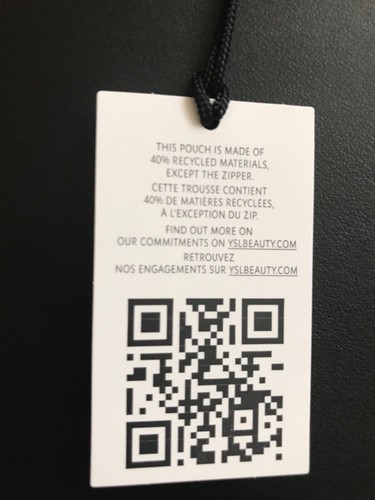 THIS POUCH IS MADE OF
40% RECYCLED MATERIALS,
EXCEPT THE ZIPPER.
CETTE TROUSSE CONTIENT
40% DE MATIÈRES RECYCLÉES,
À L'EXCEPTION DU ZIP.
FIND OUT MORE ON
OUR COMMITMENTS ON YSLBEAUTY.COM
RETROUVEZ
NOS ENGAGEMENTS SUR YSLBEAUTY.COM